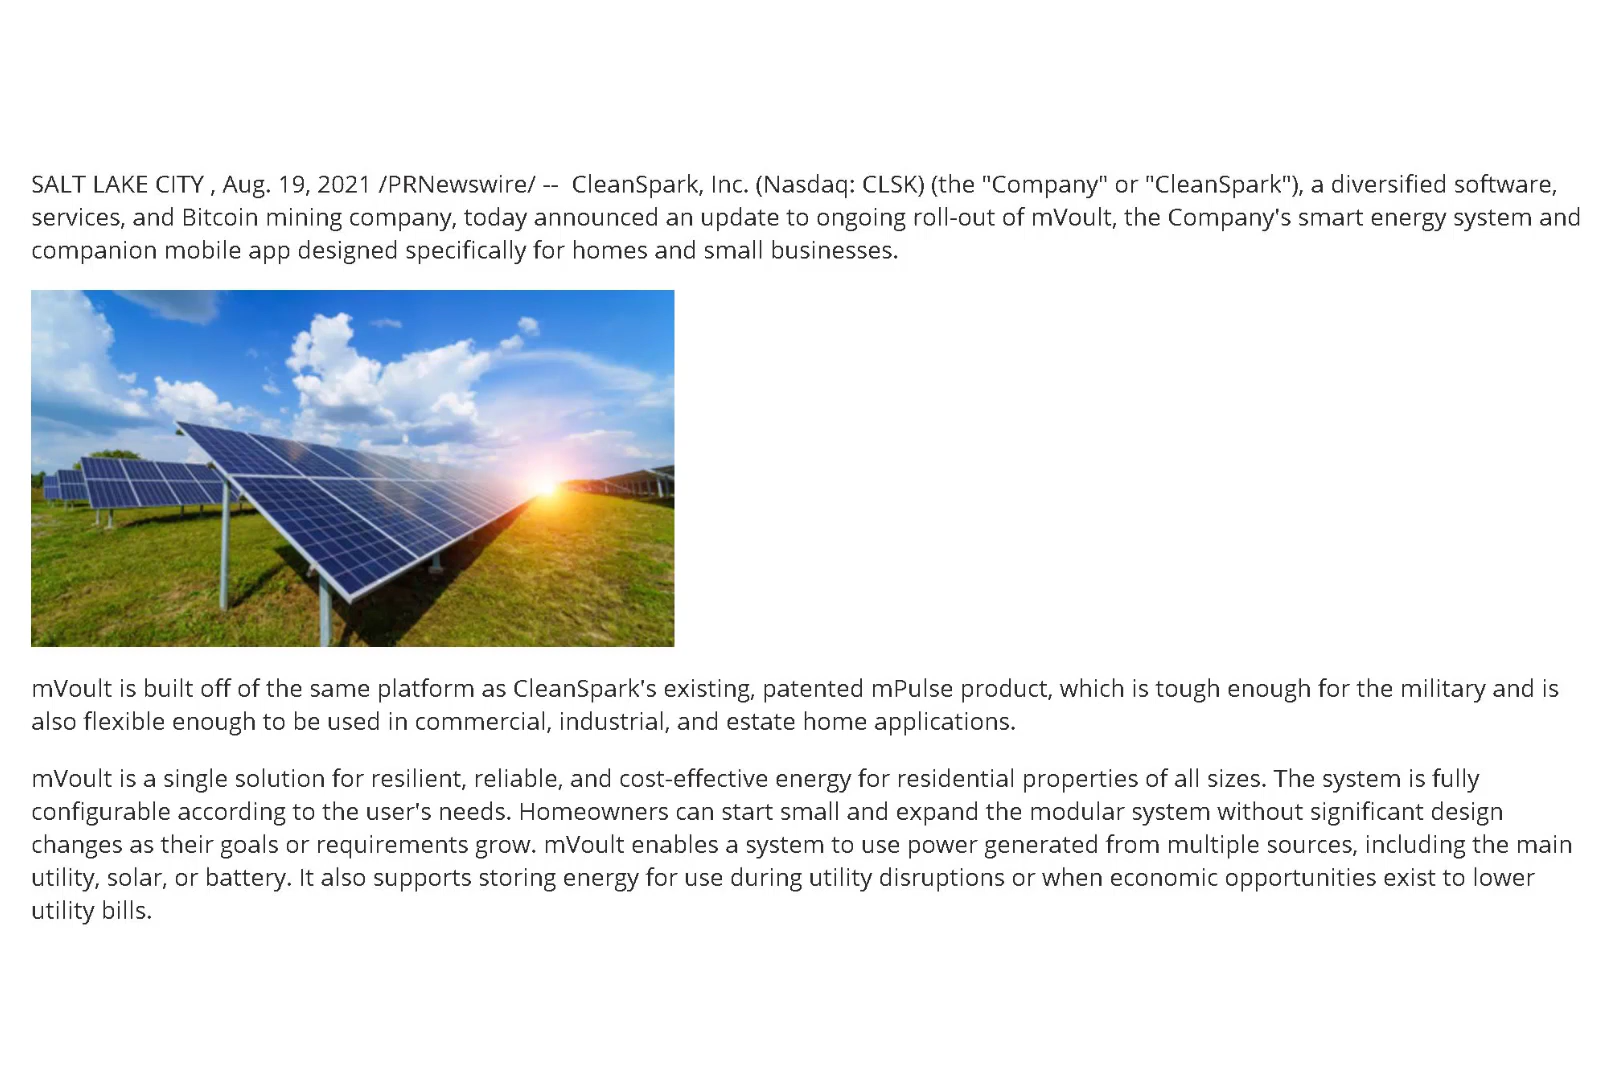 SALT LAKE CITY , Aug. 19, 2021 /PRNewswire/ --  CleanSpark, Inc. (Nasdaq: CLSK) (the "Company" or "CleanSpark"), a diversified software,
services, and Bitcoin mining company, today announced an update to ongoing roll-out of mVoult, the Company's smart energy system and
companion mobile app designed specifically for homes and small businesses.
mVoult is built off of the same platform as CleanSpark's existing, patented mPulse product, which is tough enough for the military and is
also flexible enough to be used in commercial, industrial, and estate home applications.
mVoult is a single solution for resilient, reliable, and cost-effective energy for residential properties of all sizes. The system is fully
configurable according to the user's needs. Homeowners can start small and expand the modular system without significant design
changes as their goals or requirements grow. mVoult enables a system to use power generated from multiple sources, including the main
utility, solar, or battery. It also supports storing energy for use during utility disruptions or when economic opportunities exist to lower
utility bills.